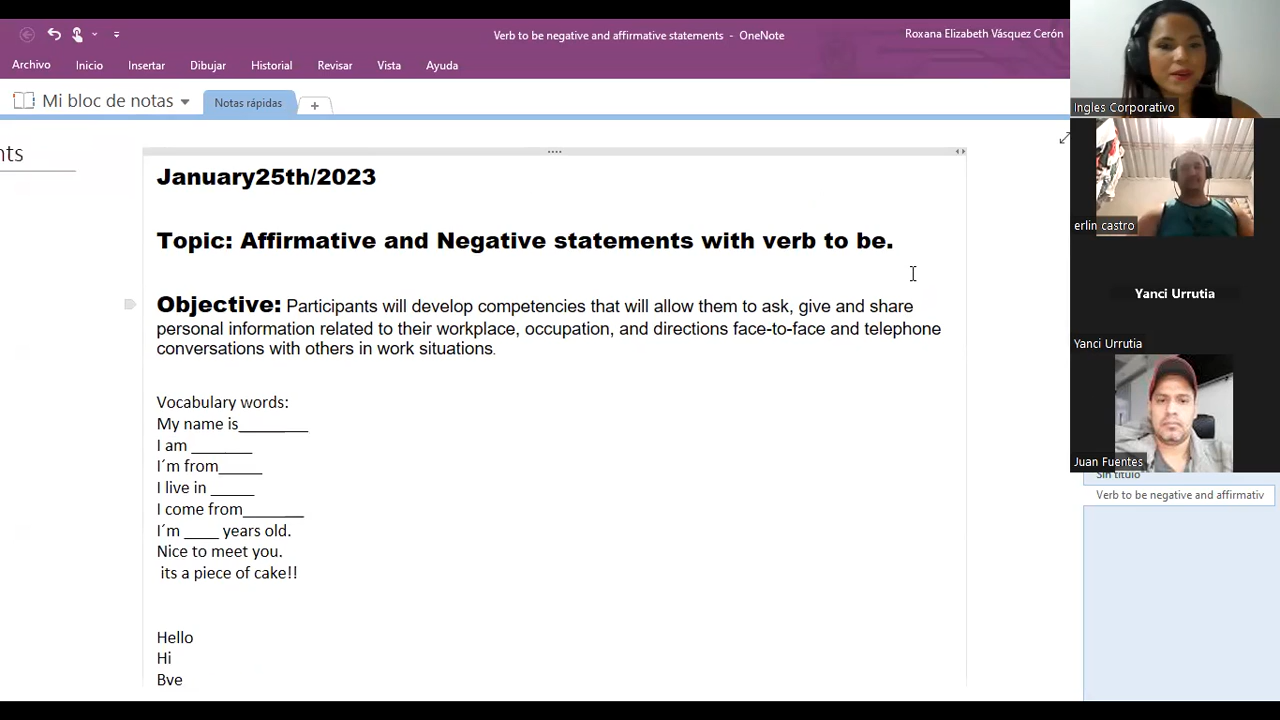 Verb to be negative and affirmative statements - OneNote
Roxana Elizabeth Vásquez Cerón
Archivo Inicio Insertar Dibujar Historial Revisar Vista Ayuda
Mi bloc de notas Notas rápidas
nts
January25th/2023
Topic: Affirmative and Negative statements with verb to be.
Objective: Participants will develop competencies that will allow them to ask, give and share
personal information related to their workplace, occupation, and directions face-to-face and telephone
conversations with others in work situations.
Vocabulary words:
My name is________
I am _______
I´m from_____
I live in _____
I come from_______
I´m ____ years old.
Nice to meet you.
its a piece of cake!!
Hello
Hi
Bye
Ingles Corporativo
erlin castro
Yanci Urrutia
Yanci Urrutia
Juan Fuentes
Sin título
Verb to be negative and affirmativ